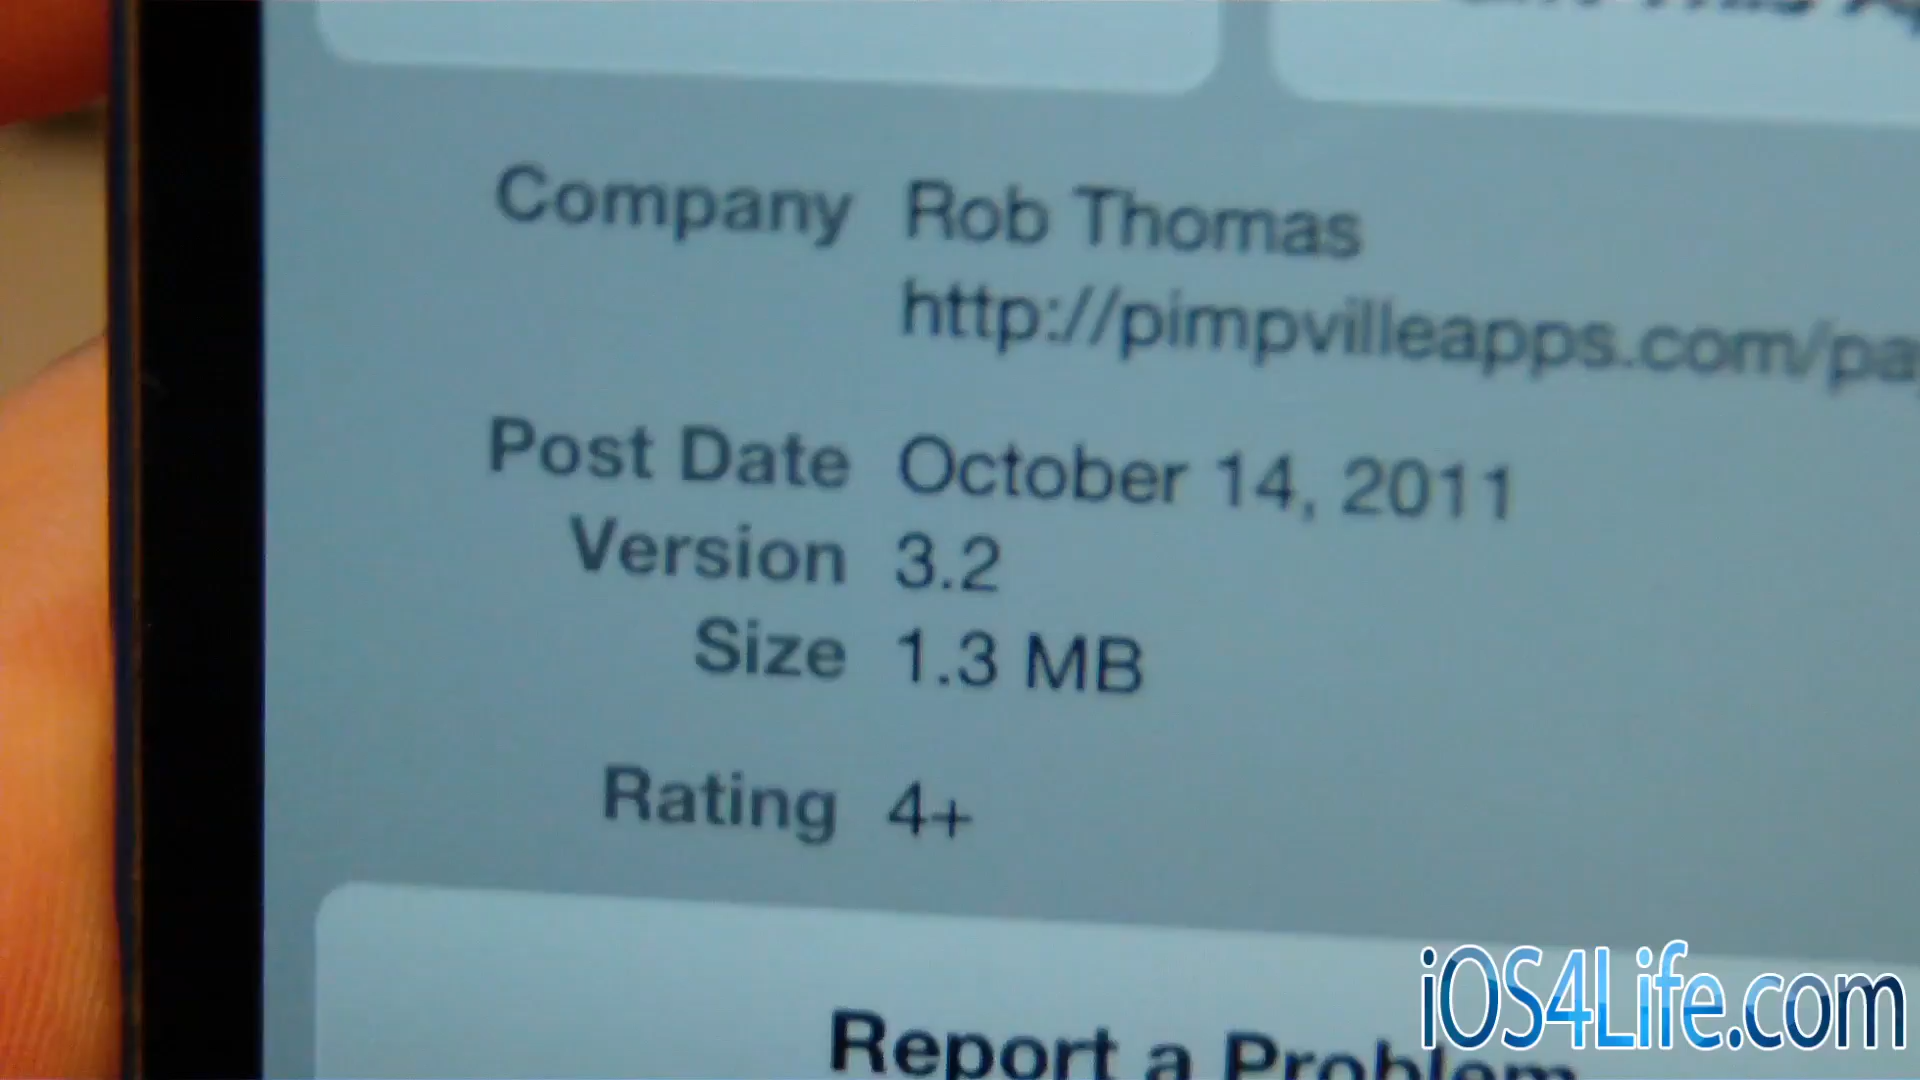 Company Rob Thomas
http://pimpvilleapps.com/pa
Post Date October 14, 2011
Version 3.2
Size 1.3 MB
Rating 4+
Report a Problem
iOS4Life.com